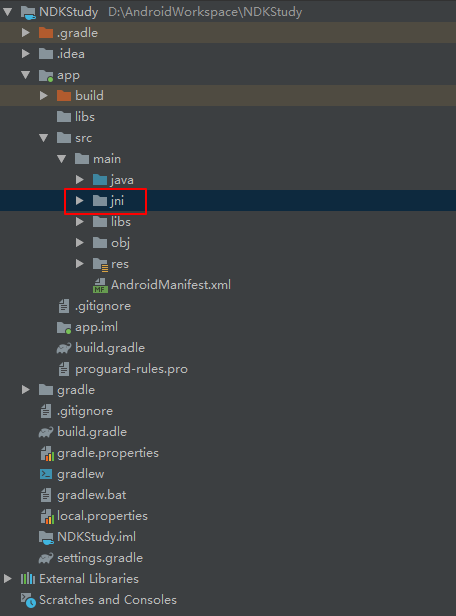 NDKStudy D:\AndroidWorkspace\NDKStudy
.gradle
.idea
app
build
libs
src
main
java
jni
libs
obj
res
AndroidManifest.xml
.gitignore
app.iml
build.gradle
proguard-rules.pro
gradle
.gitignore
build.gradle
gradle.properties
gradlew
gradlew.bat
local.properties
NDKStudy.iml
settings.gradle
External Libraries
Scratches and Consoles